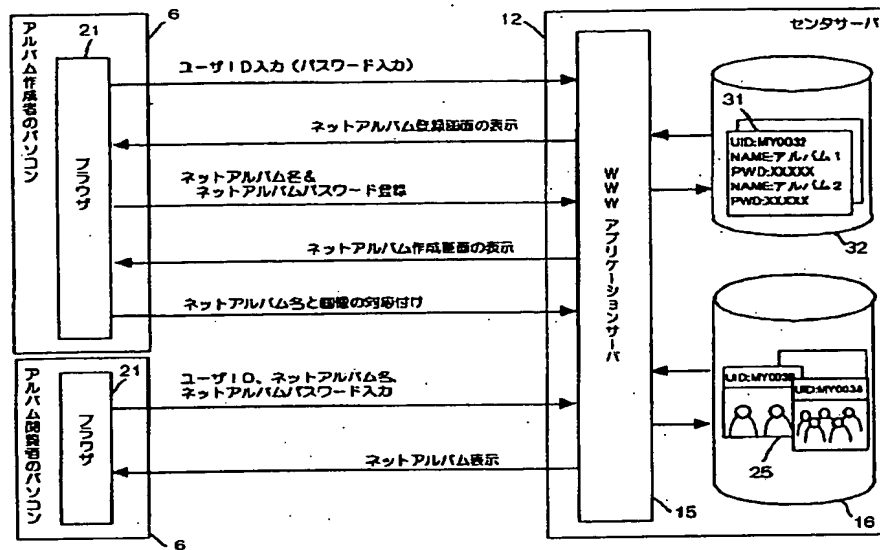 6
12
センタサーバ
アルバム作成者のパソコン
21
ブラウザ
ユーザID入力(パスワード入力)
ネットアルバム登録画面の表示
ネットアルバム名&
ネットアルバムパスワード登録
ネットアルバム作成画面の表示
ネットアルバム名と画像の対応付け
WWWアプリケーションサーバ
31
UID:MY0032
NAME:アルバム1
PWD:XXXXX
NAME:アルバム2
PWD:XXXXX
32
アルバム閲覧者のパソコン
21
ブラウザ
ユーザID、ネットアルバム名、
ネットアルバムパスワード入力
ネットアルバム表示
UID:MY0034
25
15
16
6